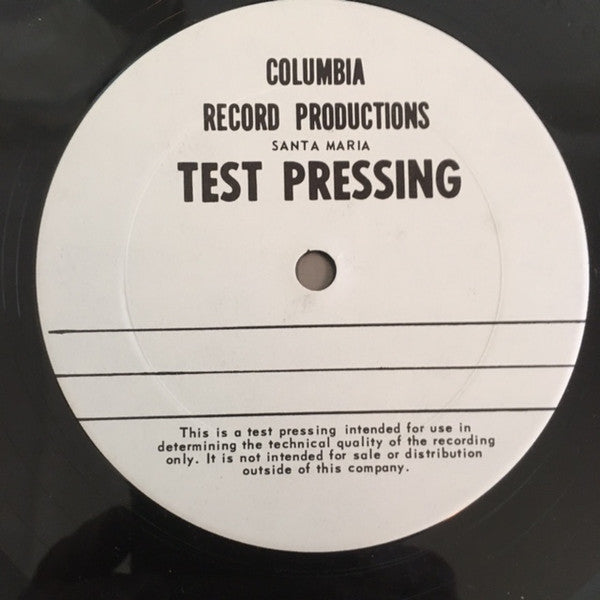 COLUMBIA
RECORD PRODUCTIONS
SANTA MARIA
TEST PRESSING
This is a test pressing intended for use in
determining the technical quality of the recording
only. It is not intended for sale or distribution
outside of this company.